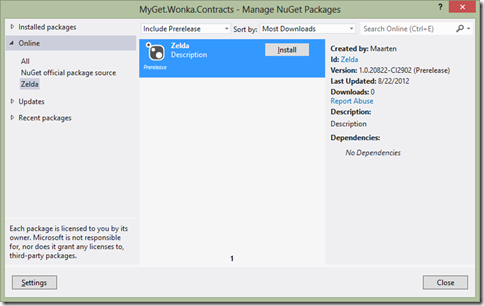 MyGet.Wonka.Contracts - Manage NuGet Packages
Installed packages
Online
All
NuGet official package source
Zelda
Updates
Recent packages
Each package is licensed to you by its
owner. Microsoft is not responsible
for, nor does it grant any licenses to,
third-party packages.
Settings
Include Prerelease
Sort by: Most Downloads
Zelda
Description
Prerelease
Install
1
Search Online (Ctrl+E)
Created by: Maarten
Id: Zelda
Version: 1.0.20822-CI2902 (Prerelease)
Last Updated: 8/22/2012
Downloads: 0
Report Abuse
Description:
Description
Dependencies:
No Dependencies
Close